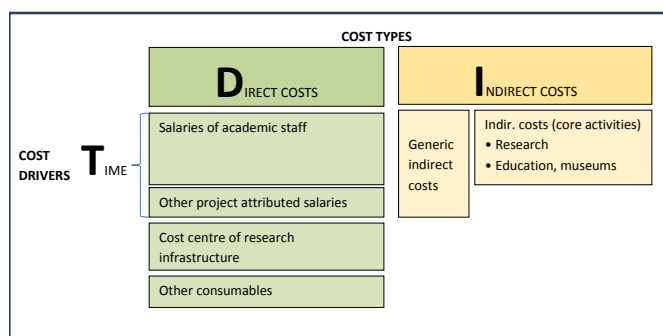 COST TYPES
DIRECT COSTS
INDIRECT COSTS
COST
DRIVERS
TIME
Salaries of academic staff
Other project attributed salaries
Cost centre of research
infrastructure
Other consumables
Generic
indirect
costs
Indir. costs (core activities)
• Research
• Education, museums